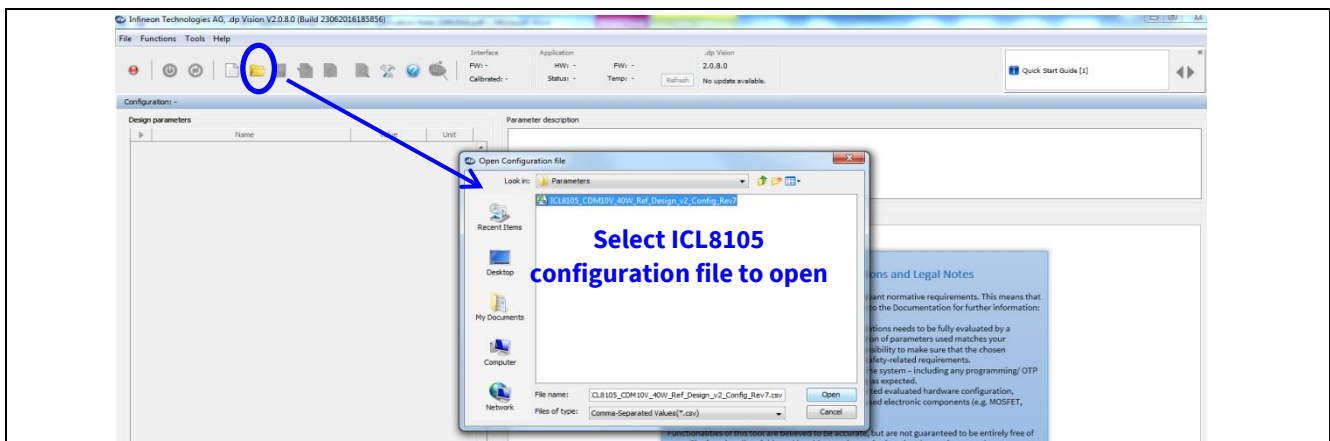 Infineon Technologies AG, .dp Vision V2.0.8.0 (Build 23062016185856)
File Functions Tools Help
Interface Application .dp Vision
FW: - HW: - FW: - 2.0.8.0
Calibrated: - Status: - Temp: - Refresh No update available.
Quick Start Guide [1]
Configuration: -
Design parameters
Name Value Unit
Parameter description
Open Configuration file
Look in: Parameters
ICL8105_CDM10V_40W_Ref_Design_v2_Config_Rev7
Recent Items
Desktop
My Documents
Computer
Network
Select ICL8105
configuration file to open
File name: CL8105_CDM10V_40W_Ref_Design_v2_Config_Rev7.csv Open
Files of type: Comma-Separated Values(*.csv) Cancel
ons and Legal Notes
vant normative requirements. This means that
to the Documentation for further information:
ations needs to be fully evaluated by a
on of parameters used matches your
sibility to make sure that the chosen
afety-related requirements.
he system – including any programming/ OTP
as expected.
ted evaluated hardware configuration,
sed electronic components (e.g. MOSFET,
Functionalities of this tool are believed to be accurate, but are not guaranteed to be entirely free of